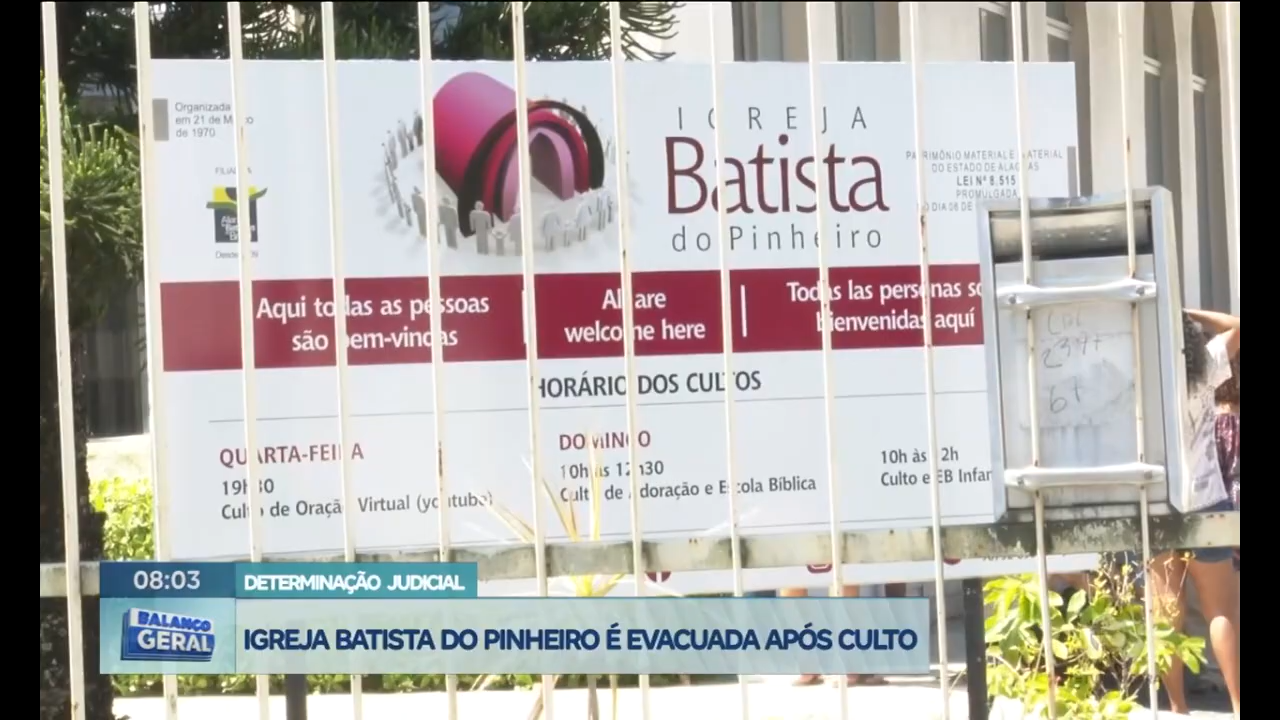 Organizada
em 21 de Março
de 1970
IGREJA
Batista
do Pinheiro
PATRIMÔNIO MATERIAL E IMATERIAL
DO ESTADO DE ALAGOAS
LEI Nº 8.515
PROMULGADA
Aqui todas as pessoas
são bem-vindas
All are
welcome here
Todas las personas so
bienvenidas aquí
HORÁRIO DOS CULTOS
QUARTA-FEIRA
19h30
Culto de Oração Virtual (youtube)
DOMINGO
10h às 12h30
Culto de Adoração e Escola Bíblica
10h às 12h
Culto e EB Infan
08:03
DETERMINAÇÃO JUDICIAL
BALANÇO
GERAL
IGREJA BATISTA DO PINHEIRO É EVACUADA APÓS CULTO